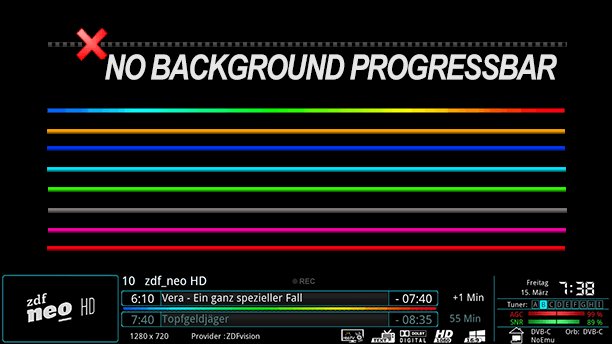 NO BACKGROUND PROGRESSBAR
10 zdf_neo HD
REC
Freitag
15. März
7:38
zdf
neo HD
6:10 Vera - Ein ganz spezieller Fall - 07:40 +1 Min
7:40 Topfgeldjäger - 08:35 55 Min
Tuner: A B C D E F G H I
AGC 99 %
SNR 89 %
1280 x 720 Provider :ZDFvision
DOLBY DIGITAL
HD
16:9
DVB-C Orb: DVB-C
NoEmu